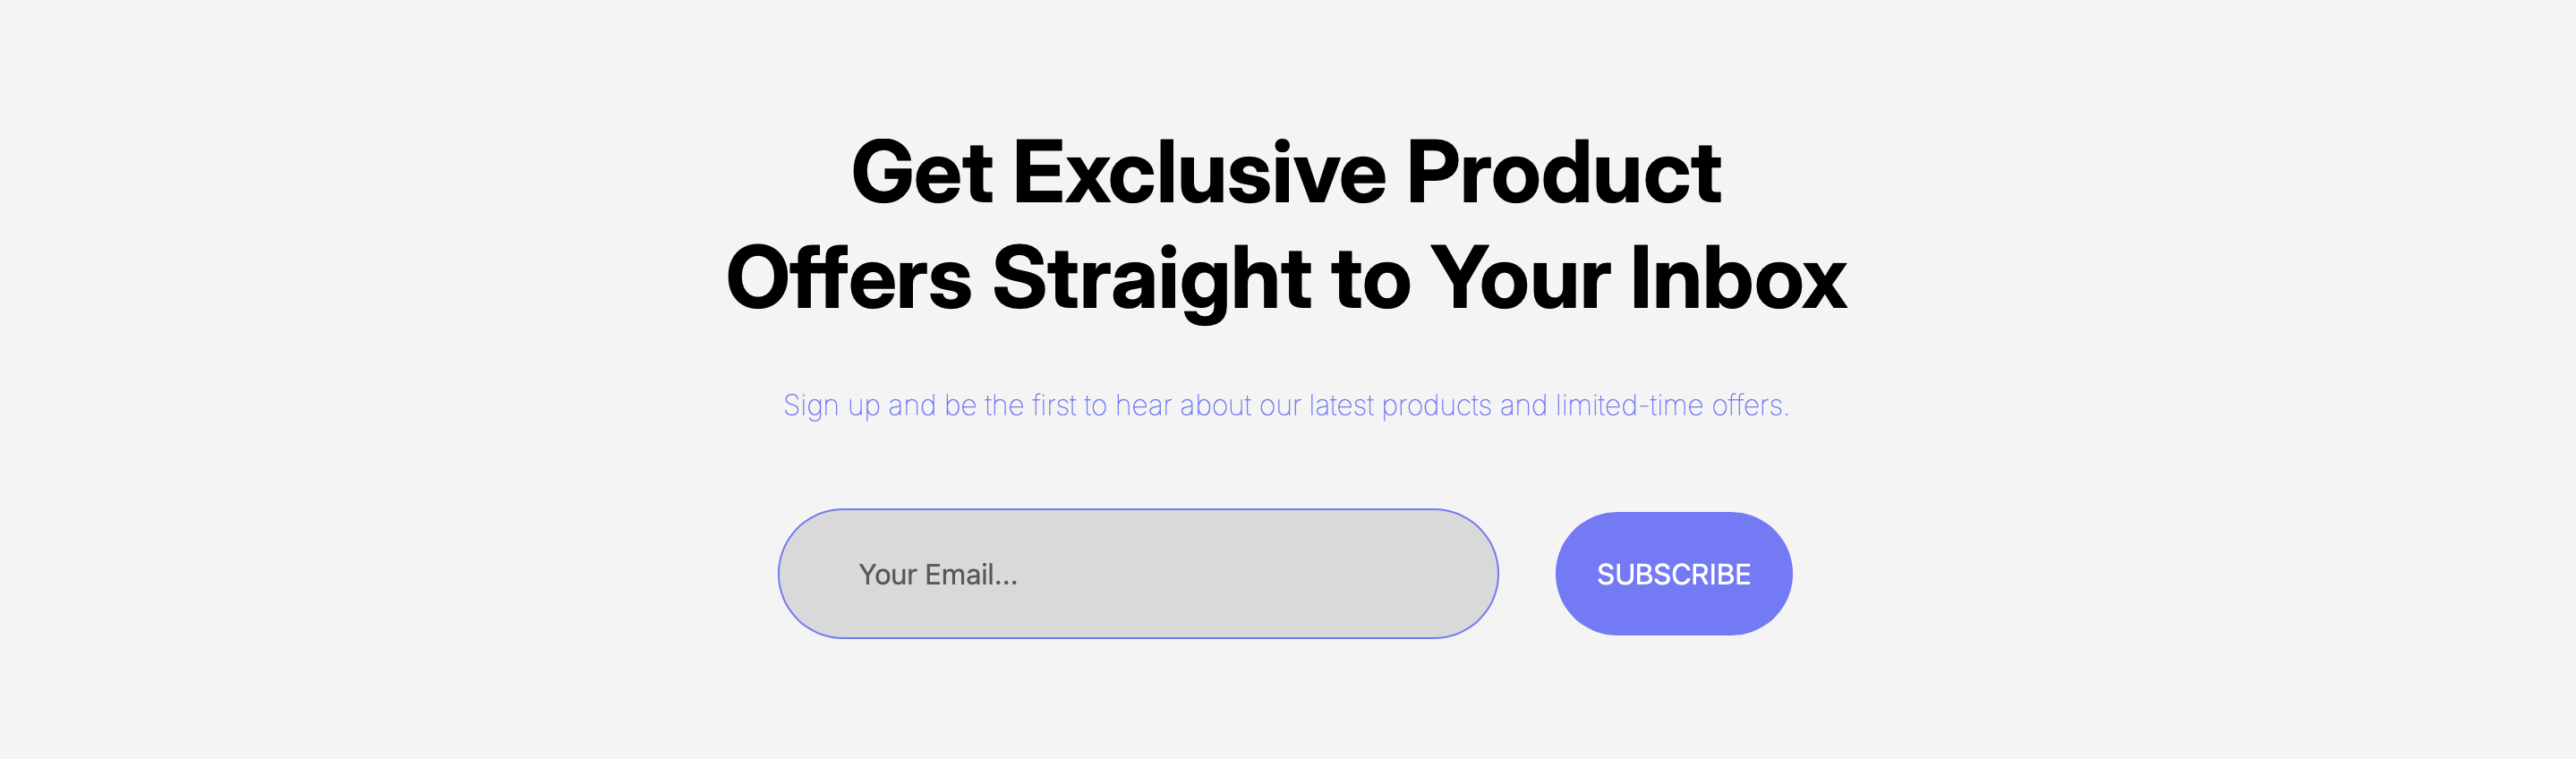 Get Exclusive Product
Offers Straight to Your Inbox
Sign up and be the first to hear about our latest products and limited-time offers.
Your Email...
SUBSCRIBE